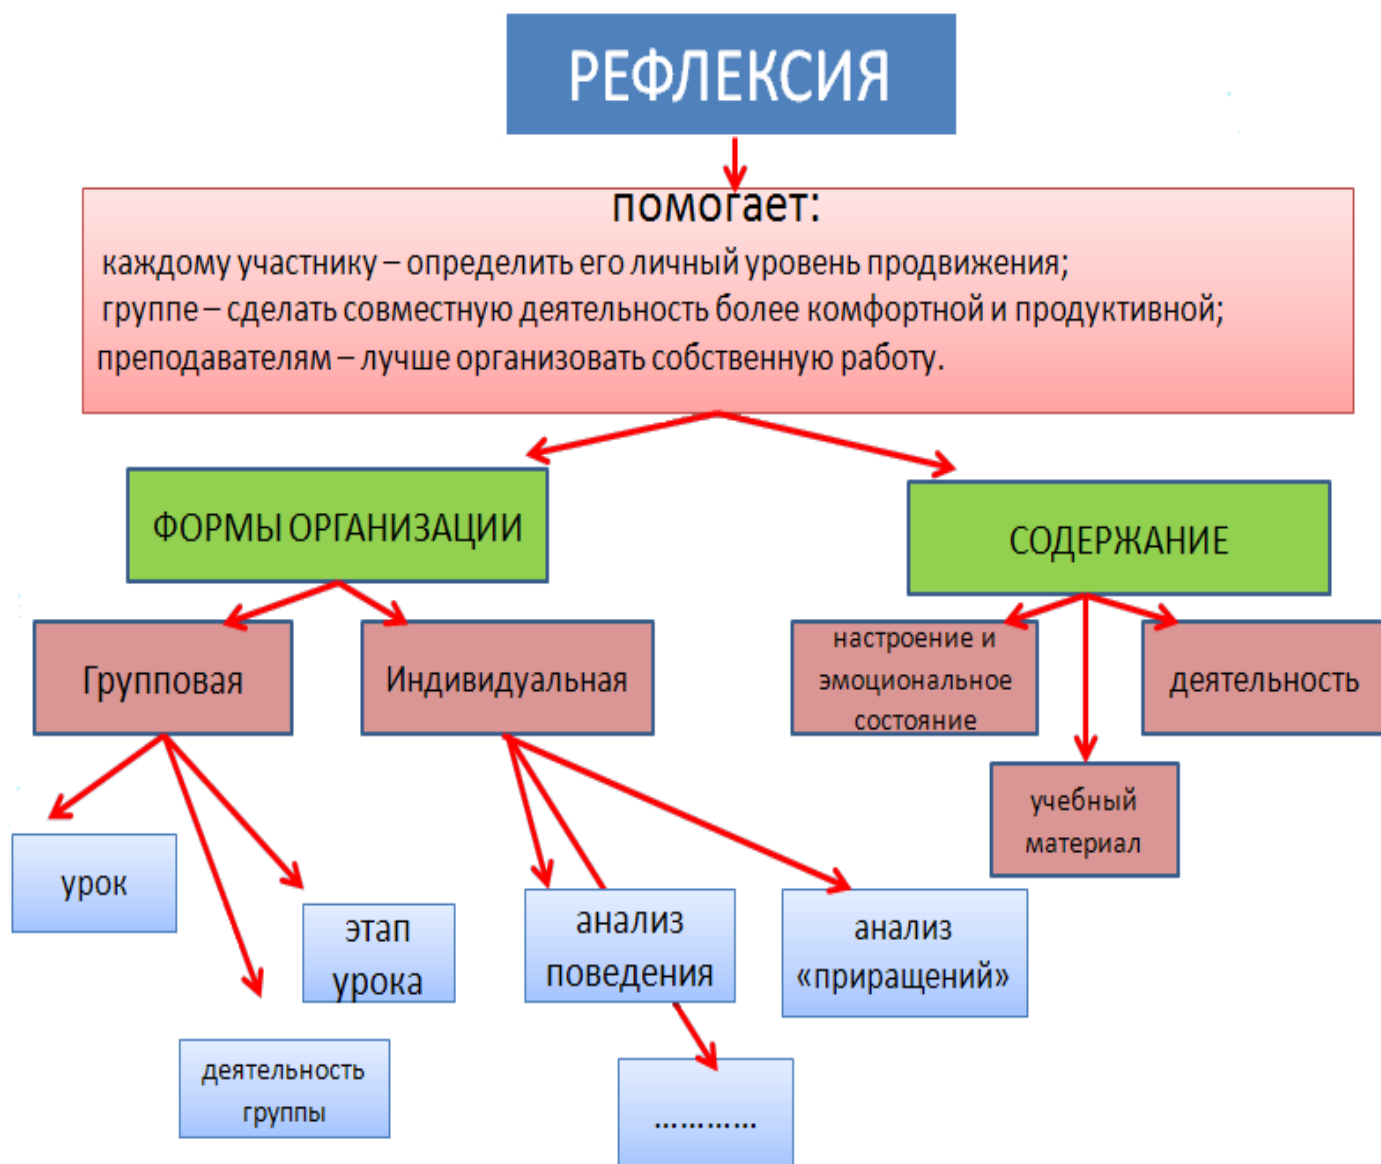 РЕФЛЕКСИЯ
помогает:
каждому участнику – определить его личный уровень продвижения;
группе – сделать совместную деятельность более комфортной и продуктивной;
преподавателям – лучше организовать собственную работу.
ФОРМЫ ОРГАНИЗАЦИИ
СОДЕРЖАНИЕ
Групповая
Индивидуальная
настроение и
эмоциональное
состояние
деятельность
учебный
материал
урок
этап
урока
анализ
поведения
анализ
«приращений»
деятельность
группы
…………